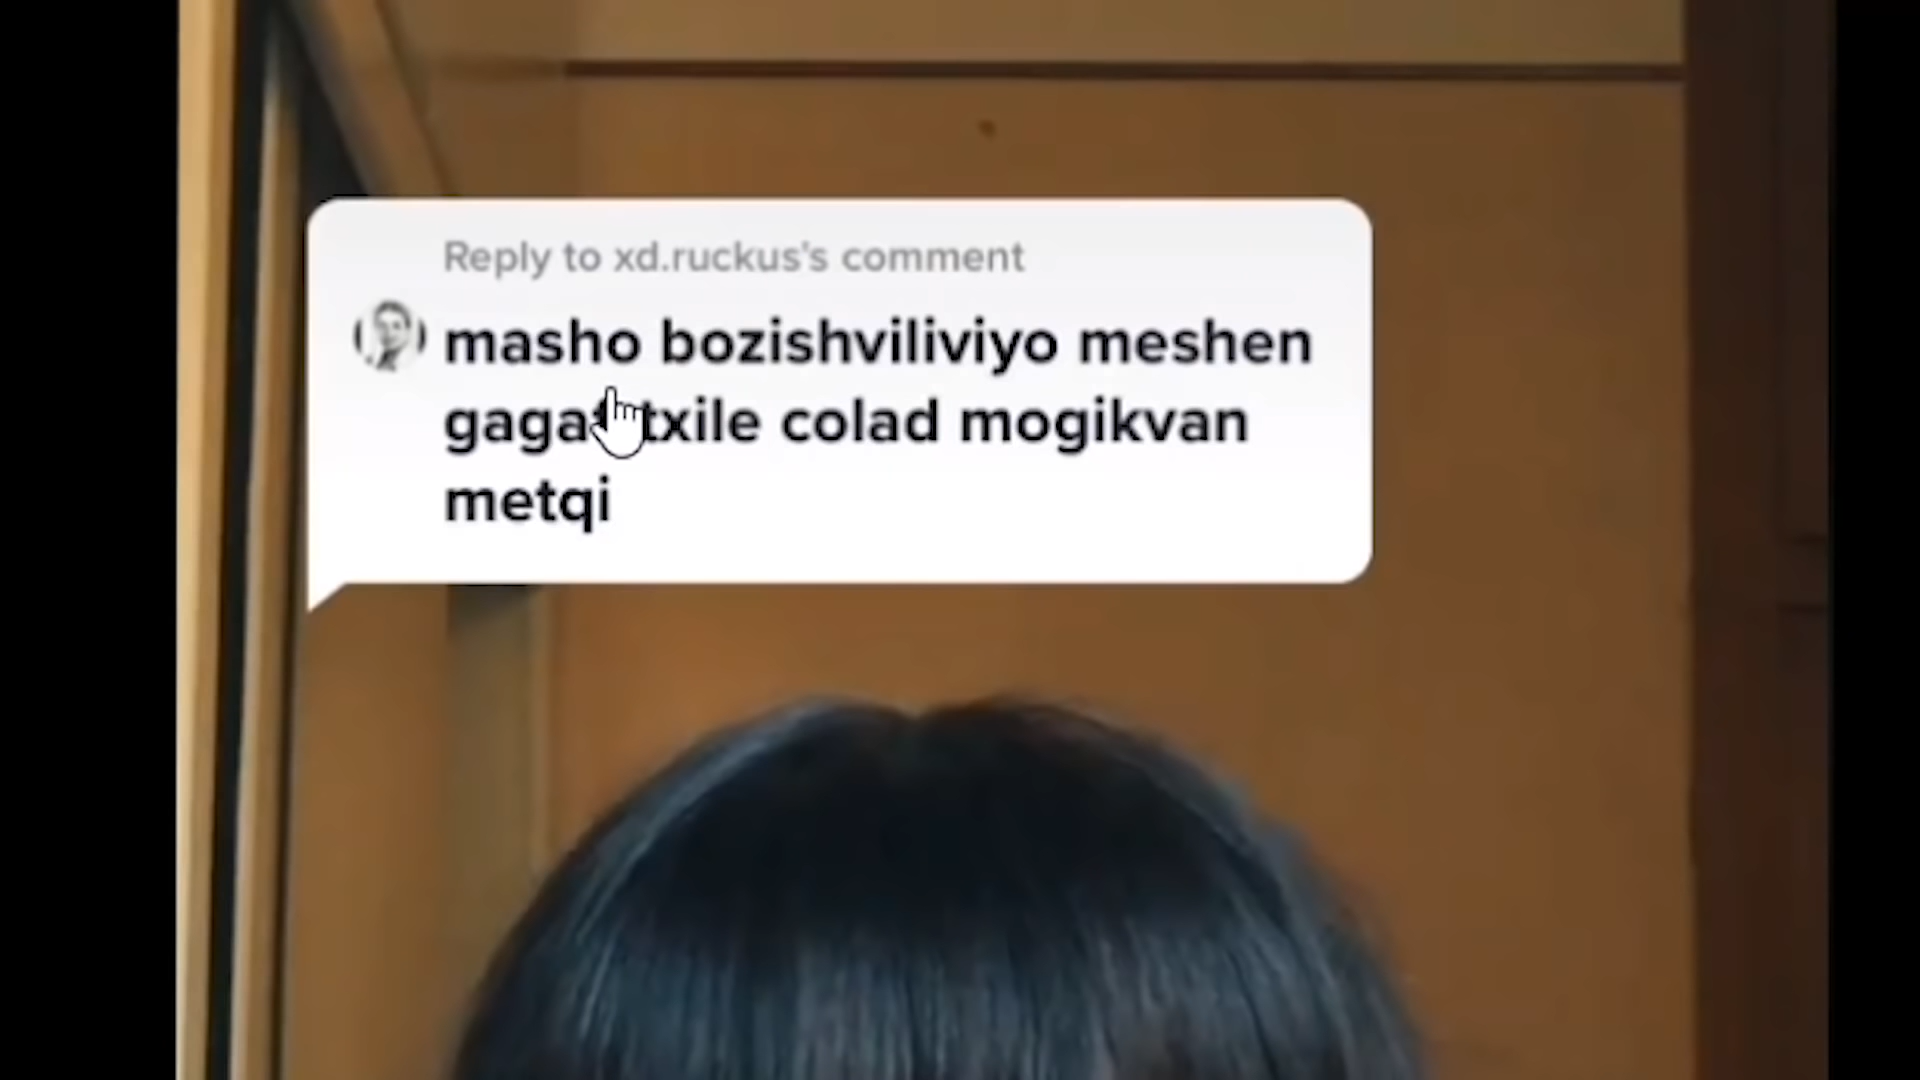 Reply to xd.ruckus's comment
masho bozishviliviyo meshen
colad mogikvan
metqi